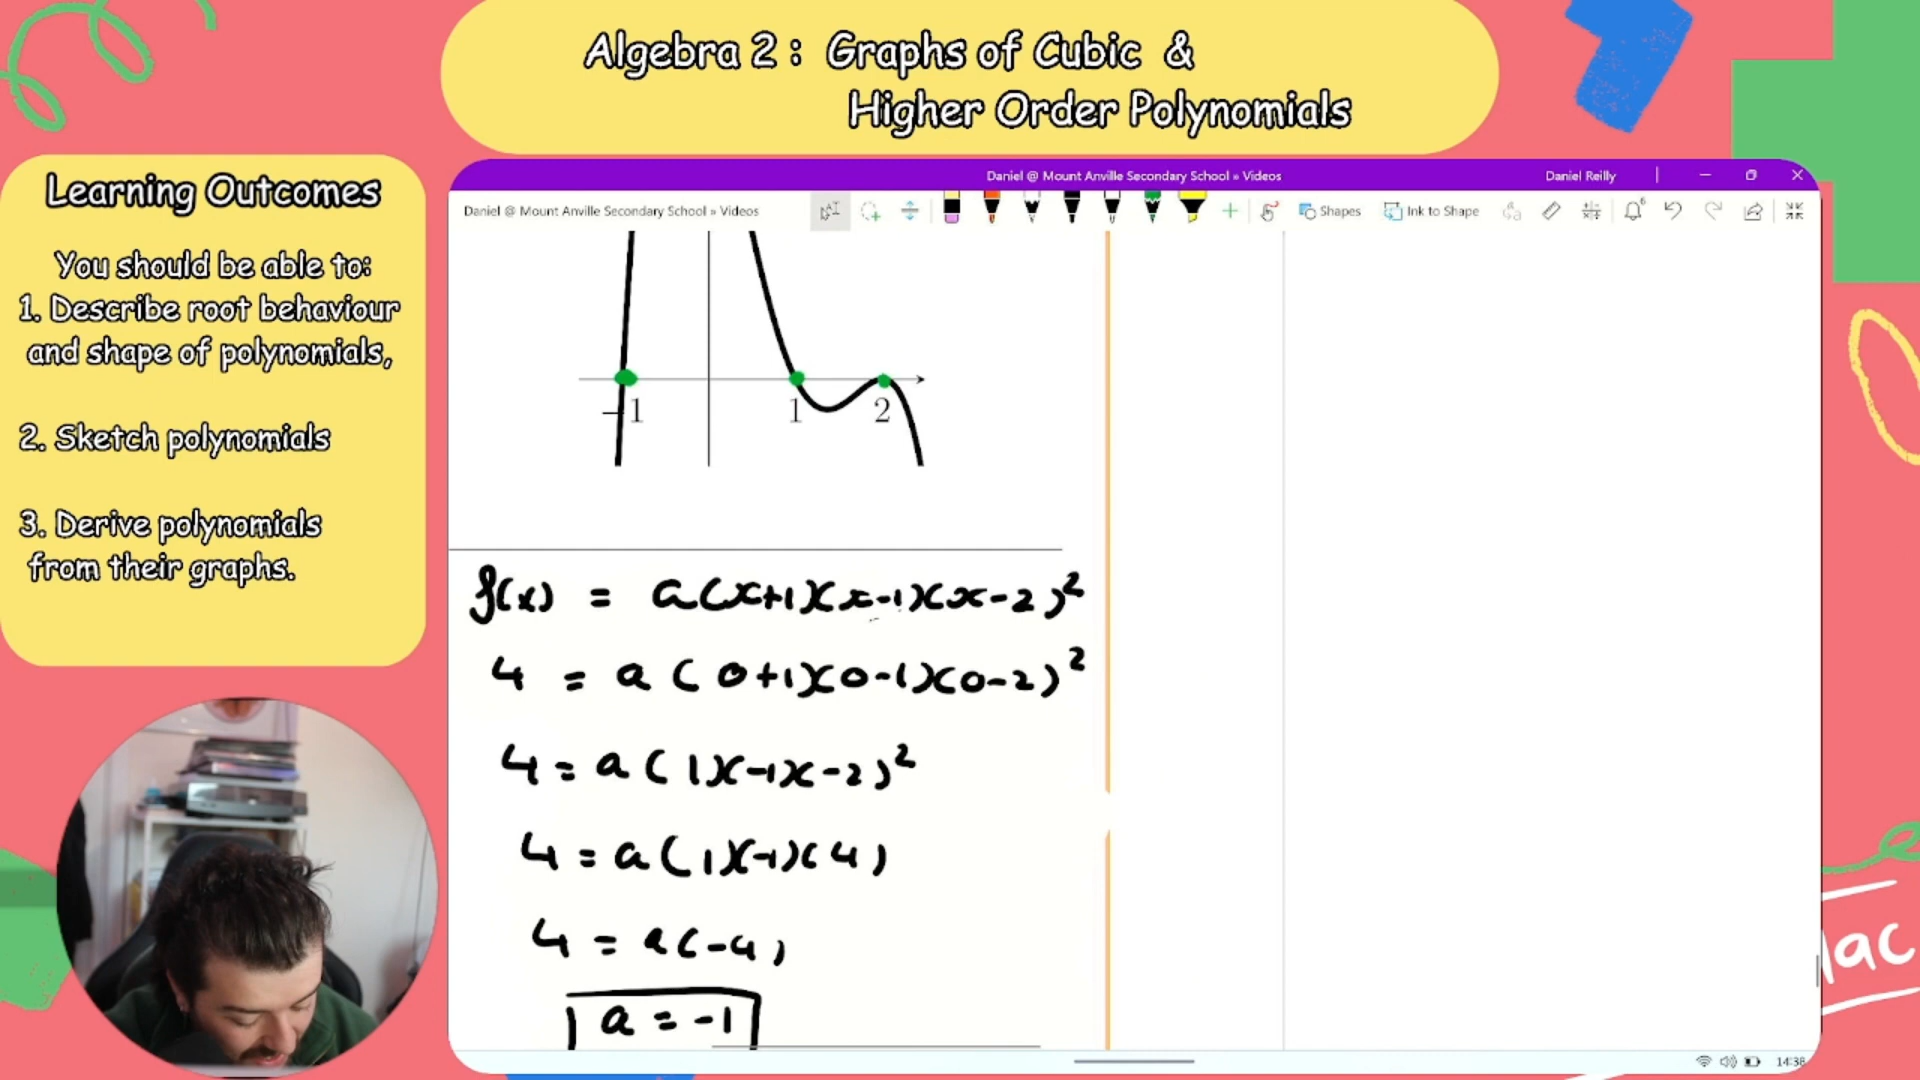 Algebra 2 : Graphs of Cubic &
Higher Order Polynomials
Learning Outcomes
You should be able to:
1. Describe root behaviour
and shape of polynomials,
2. Sketch polynomials
3. Derive polynomials
from their graphs.
Daniel @ Mount Anville Secondary School » Videos
Daniel Reilly
Daniel @ Mount Anville Secondary School » Videos
Shapes
Ink to Shape
6
-1 1 2
f(x) = a(x+1)(x-1)(x-2)²
4 = a(0+1)(0-1)(0-2)²
4 = a(1)(-1)(-2)²
4 = a(1)(-1)(4)
4 = a(-4)
a = -1
14:38